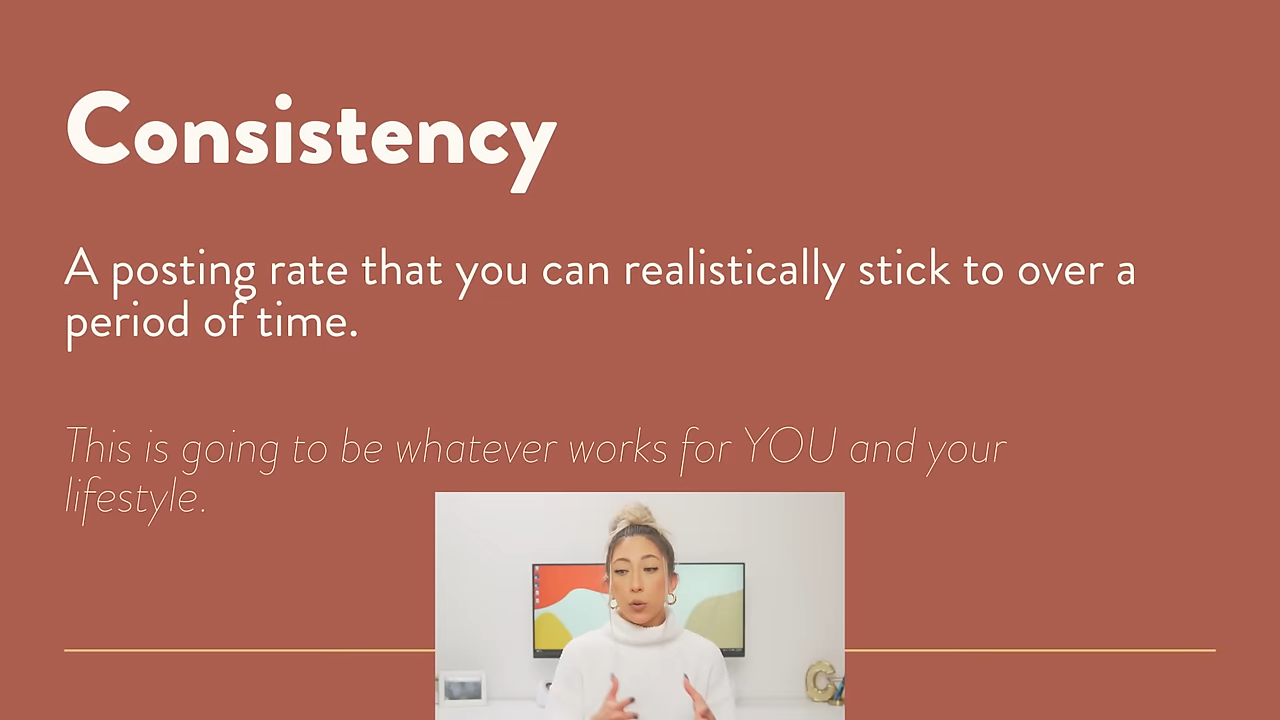 Consistency
A posting rate that you can realistically stick to over a
period of time.
This is going to be whatever works for YOU and your
lifestyle.